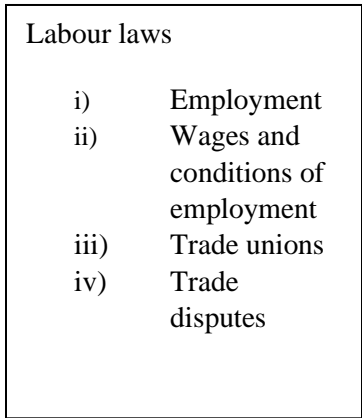 Labour laws
i) Employment
ii) Wages and
conditions of
employment
iii) Trade unions
iv) Trade
disputes